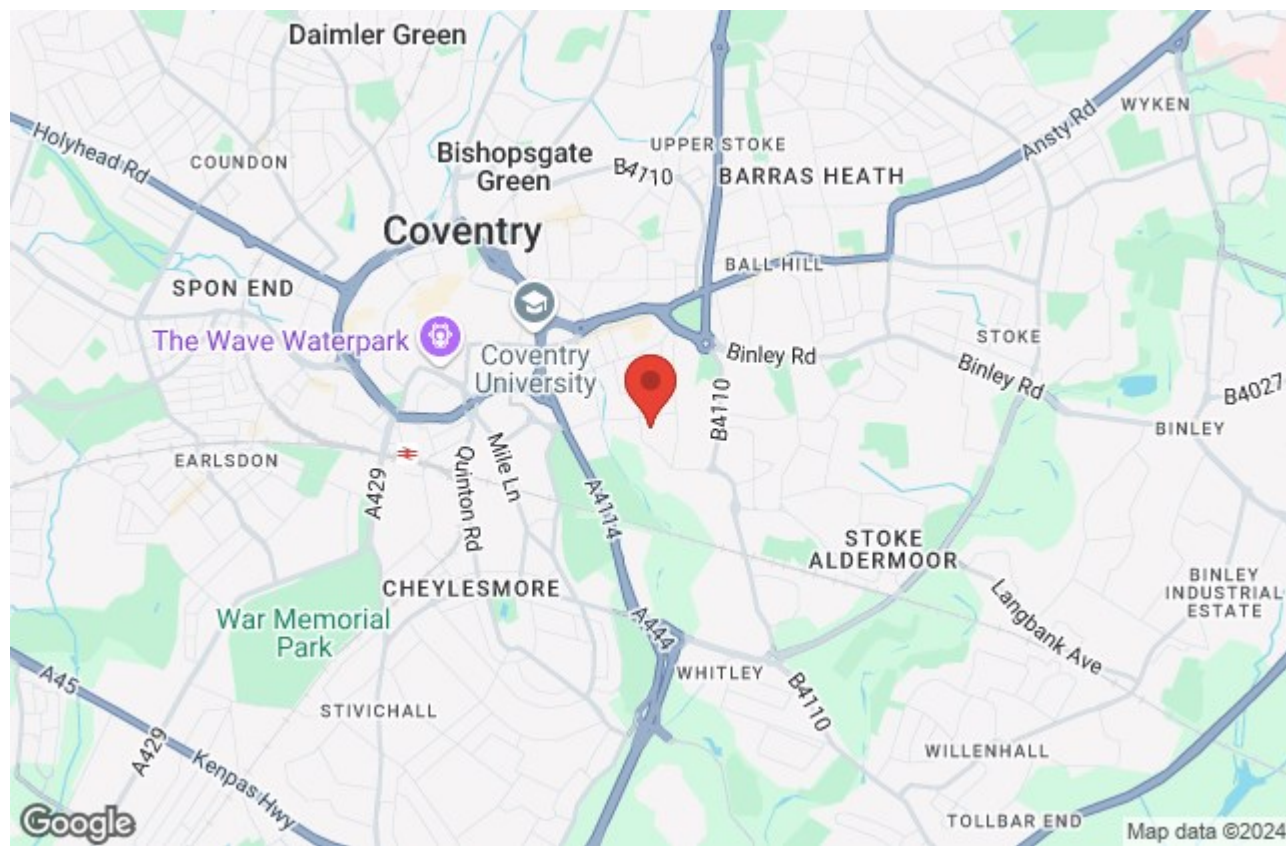 Daimler Green
WYKEN
Ansty Rd
Holyhead Rd
COUNDON
UPPER STOKE
Bishopsgate
Green
B4110
BARRAS HEATH
Coventry
BALL HILL
SPON END
The Wave Waterpark
Coventry
University
Binley Rd
STOKE
Binley Rd
B4027
B4110
BINLEY
EARLSDON
A429
Quinton Rd
Mile Ln
A4114
STOKE
ALDERMOOR
BINLEY
INDUSTRIAL
ESTATE
CHEYLESMORE
Langbank Ave
War Memorial
Park
A444
WHITLEY
A45
B4110
STIVICHALL
A429
Kenpas Hwy
WILLENHALL
TOLLBAR END
Google
Map data ©2024